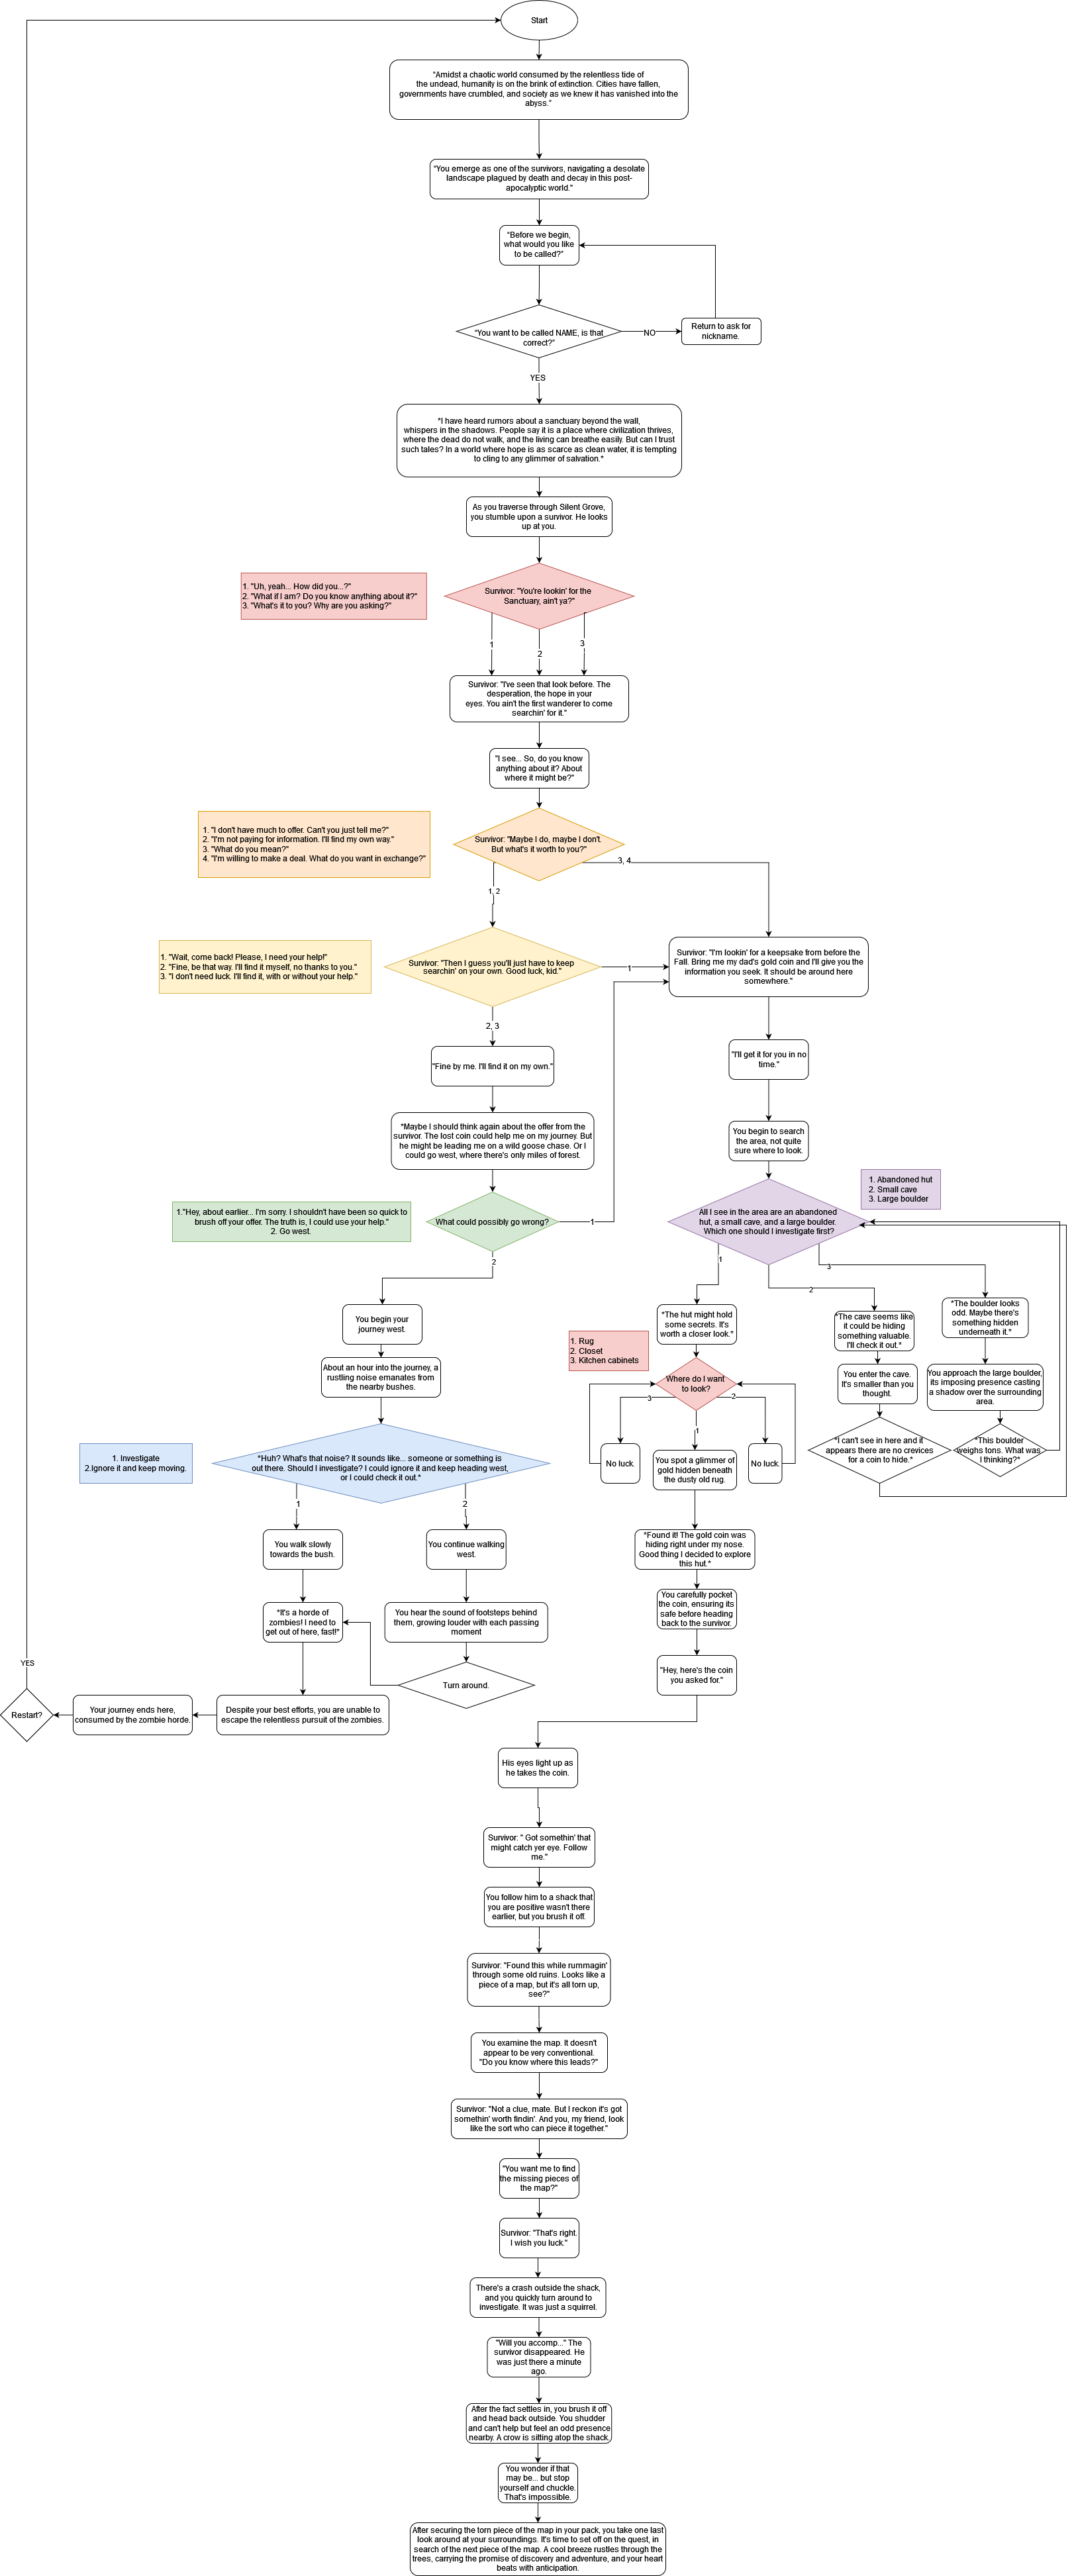 Start
"Amidst a chaotic world consumed by the relentless tide of
the undead, humanity is on the brink of extinction. Cities have fallen,
governments have crumbled, and society as we knew it has vanished into the
abyss."
"You emerge as one of the survivors, navigating a desolate
landscape plagued by death and decay in this post-
apocalyptic world."
"Before we begin,
what would you like
to be called?"
"You want to be called NAME, is that
correct?"
NO
Return to ask for
nickname.
YES
*I have heard rumors about a sanctuary beyond the wall,
whispers in the shadows. People say it is a place where civilization thrives,
where the dead do not walk, and the living can breathe easily. But can I trust
such tales? In a world where hope is as scarce as clean water, it is tempting
to cling to any glimmer of salvation.*
As you traverse through Silent Grove,
you stumble upon a survivor. He looks
up at you.
1. "Uh, yeah... How did you...?"
2. "What if I am? Do you know anything about it?"
3. "What's it to you? Why are you asking?"
Survivor: "You're lookin' for the
Sanctuary, ain't ya?"
1
2
3
Survivor: "I've seen that look before. The
desperation, the hope in your
eyes. You ain't the first wanderer to come
searchin' for it."
"I see... So, do you know
anything about it? About
where it might be?"
1. "I don't have much to offer. Can't you just tell me?"
2. "I'm not paying for information. I'll find my own way."
3. "What do you mean?"
4. "I'm willing to make a deal. What do you want in exchange?"
Survivor: "Maybe I do, maybe I don't.
But what's it worth to you?"
1, 2
3, 4
1. "Wait, come back! Please, I need your help!"
2. "Fine, be that way. I'll find it myself, no thanks to you."
3. "I don't need luck. I'll find it, with or without your help."
Survivor: "Then I guess you'll just have to keep
searchin' on your own. Good luck, kid."
1
Survivor: "I'm lookin' for a keepsake from before the
Fall. Bring me my dad's gold coin and I'll give you the
information you seek. It should be around here
somewhere."
2, 3
"Fine by me. I'll find it on my own."
"I'll get it for you in no
time."
*Maybe I should think again about the offer from the
survivor. The lost coin could help me on my journey. But
he might be leading me on a wild goose chase. Or I
could go west, where there's only miles of forest.
You begin to search
the area, not quite
sure where to look.
1. Abandoned hut
2. Small cave
3. Large boulder
1."Hey, about earlier... I'm sorry. I shouldn't have been so quick to
brush off your offer. The truth is, I could use your help."
2. Go west.
What could possibly go wrong?
1
All I see in the area are an abandoned
hut, a small cave, and a large boulder.
Which one should I investigate first?
2
1
2
3
You begin your
journey west.
*The hut might hold
some secrets. It's
worth a closer look.*
*The cave seems like
it could be hiding
something valuable.
I'll check it out.*
*The boulder looks
odd. Maybe there's
something hidden
underneath it.*
1. Rug
2. Closet
3. Kitchen cabinets
About an hour into the journey, a
rustling noise emanates from
the nearby bushes.
Where do I want
to look?
You enter the cave.
It's smaller than you
thought.
You approach the large boulder,
its imposing presence casting
a shadow over the surrounding
area.
3
2
1
1. Investigate
2.Ignore it and keep moving.
*Huh? What's that noise? It sounds like... someone or something is
out there. Should I investigate? I could ignore it and keep heading west,
or I could check it out.*
No luck.
You spot a glimmer of
gold hidden beneath
the dusty old rug.
No luck.
*I can't see in here and it
appears there are no crevices
for a coin to hide.*
*This boulder
weighs tons. What was
I thinking?*
1
2
You walk slowly
towards the bush.
You continue walking
west.
*Found it! The gold coin was
hiding right under my nose.
Good thing I decided to explore
this hut.*
*It's a horde of
zombies! I need to
get out of here, fast!*
You hear the sound of footsteps behind
them, growing louder with each passing
moment
You carefully pocket
the coin, ensuring its
safe before heading
back to the survivor.
YES
Turn around.
"Hey, here's the coin
you asked for."
Restart?
Your journey ends here,
consumed by the zombie horde.
Despite your best efforts, you are unable to
escape the relentless pursuit of the zombies.
His eyes light up as
he takes the coin.
Survivor: " Got somethin' that
might catch yer eye. Follow
me."
You follow him to a shack that
you are positive wasn't there
earlier, but you brush it off.
Survivor: "Found this while rummagin'
through some old ruins. Looks like a
piece of a map, but it's all torn up,
see?"
You examine the map. It doesn't
appear to be very conventional.
"Do you know where this leads?"
Survivor: "Not a clue, mate. But I reckon it's got
somethin' worth findin'. And you, my friend, look
like the sort who can piece it together."
"You want me to find
the missing pieces of
the map?"
Survivor: "That's right.
I wish you luck."
There's a crash outside the shack,
and you quickly turn around to
investigate. It was just a squirrel.
"Will you accomp..." The
survivor disappeared. He
was just there a minute
ago.
After the fact settles in, you brush it off
and head back outside. You shudder
and can't help but feel an odd presence
nearby. A crow is sitting atop the shack.
You wonder if that
may be... but stop
yourself and chuckle.
That's impossible.
After securing the torn piece of the map in your pack, you take one last
look around at your surroundings. It's time to set off on the quest, in
search of the next piece of the map. A cool breeze rustles through the
trees, carrying the promise of discovery and adventure, and your heart
beats with anticipation.